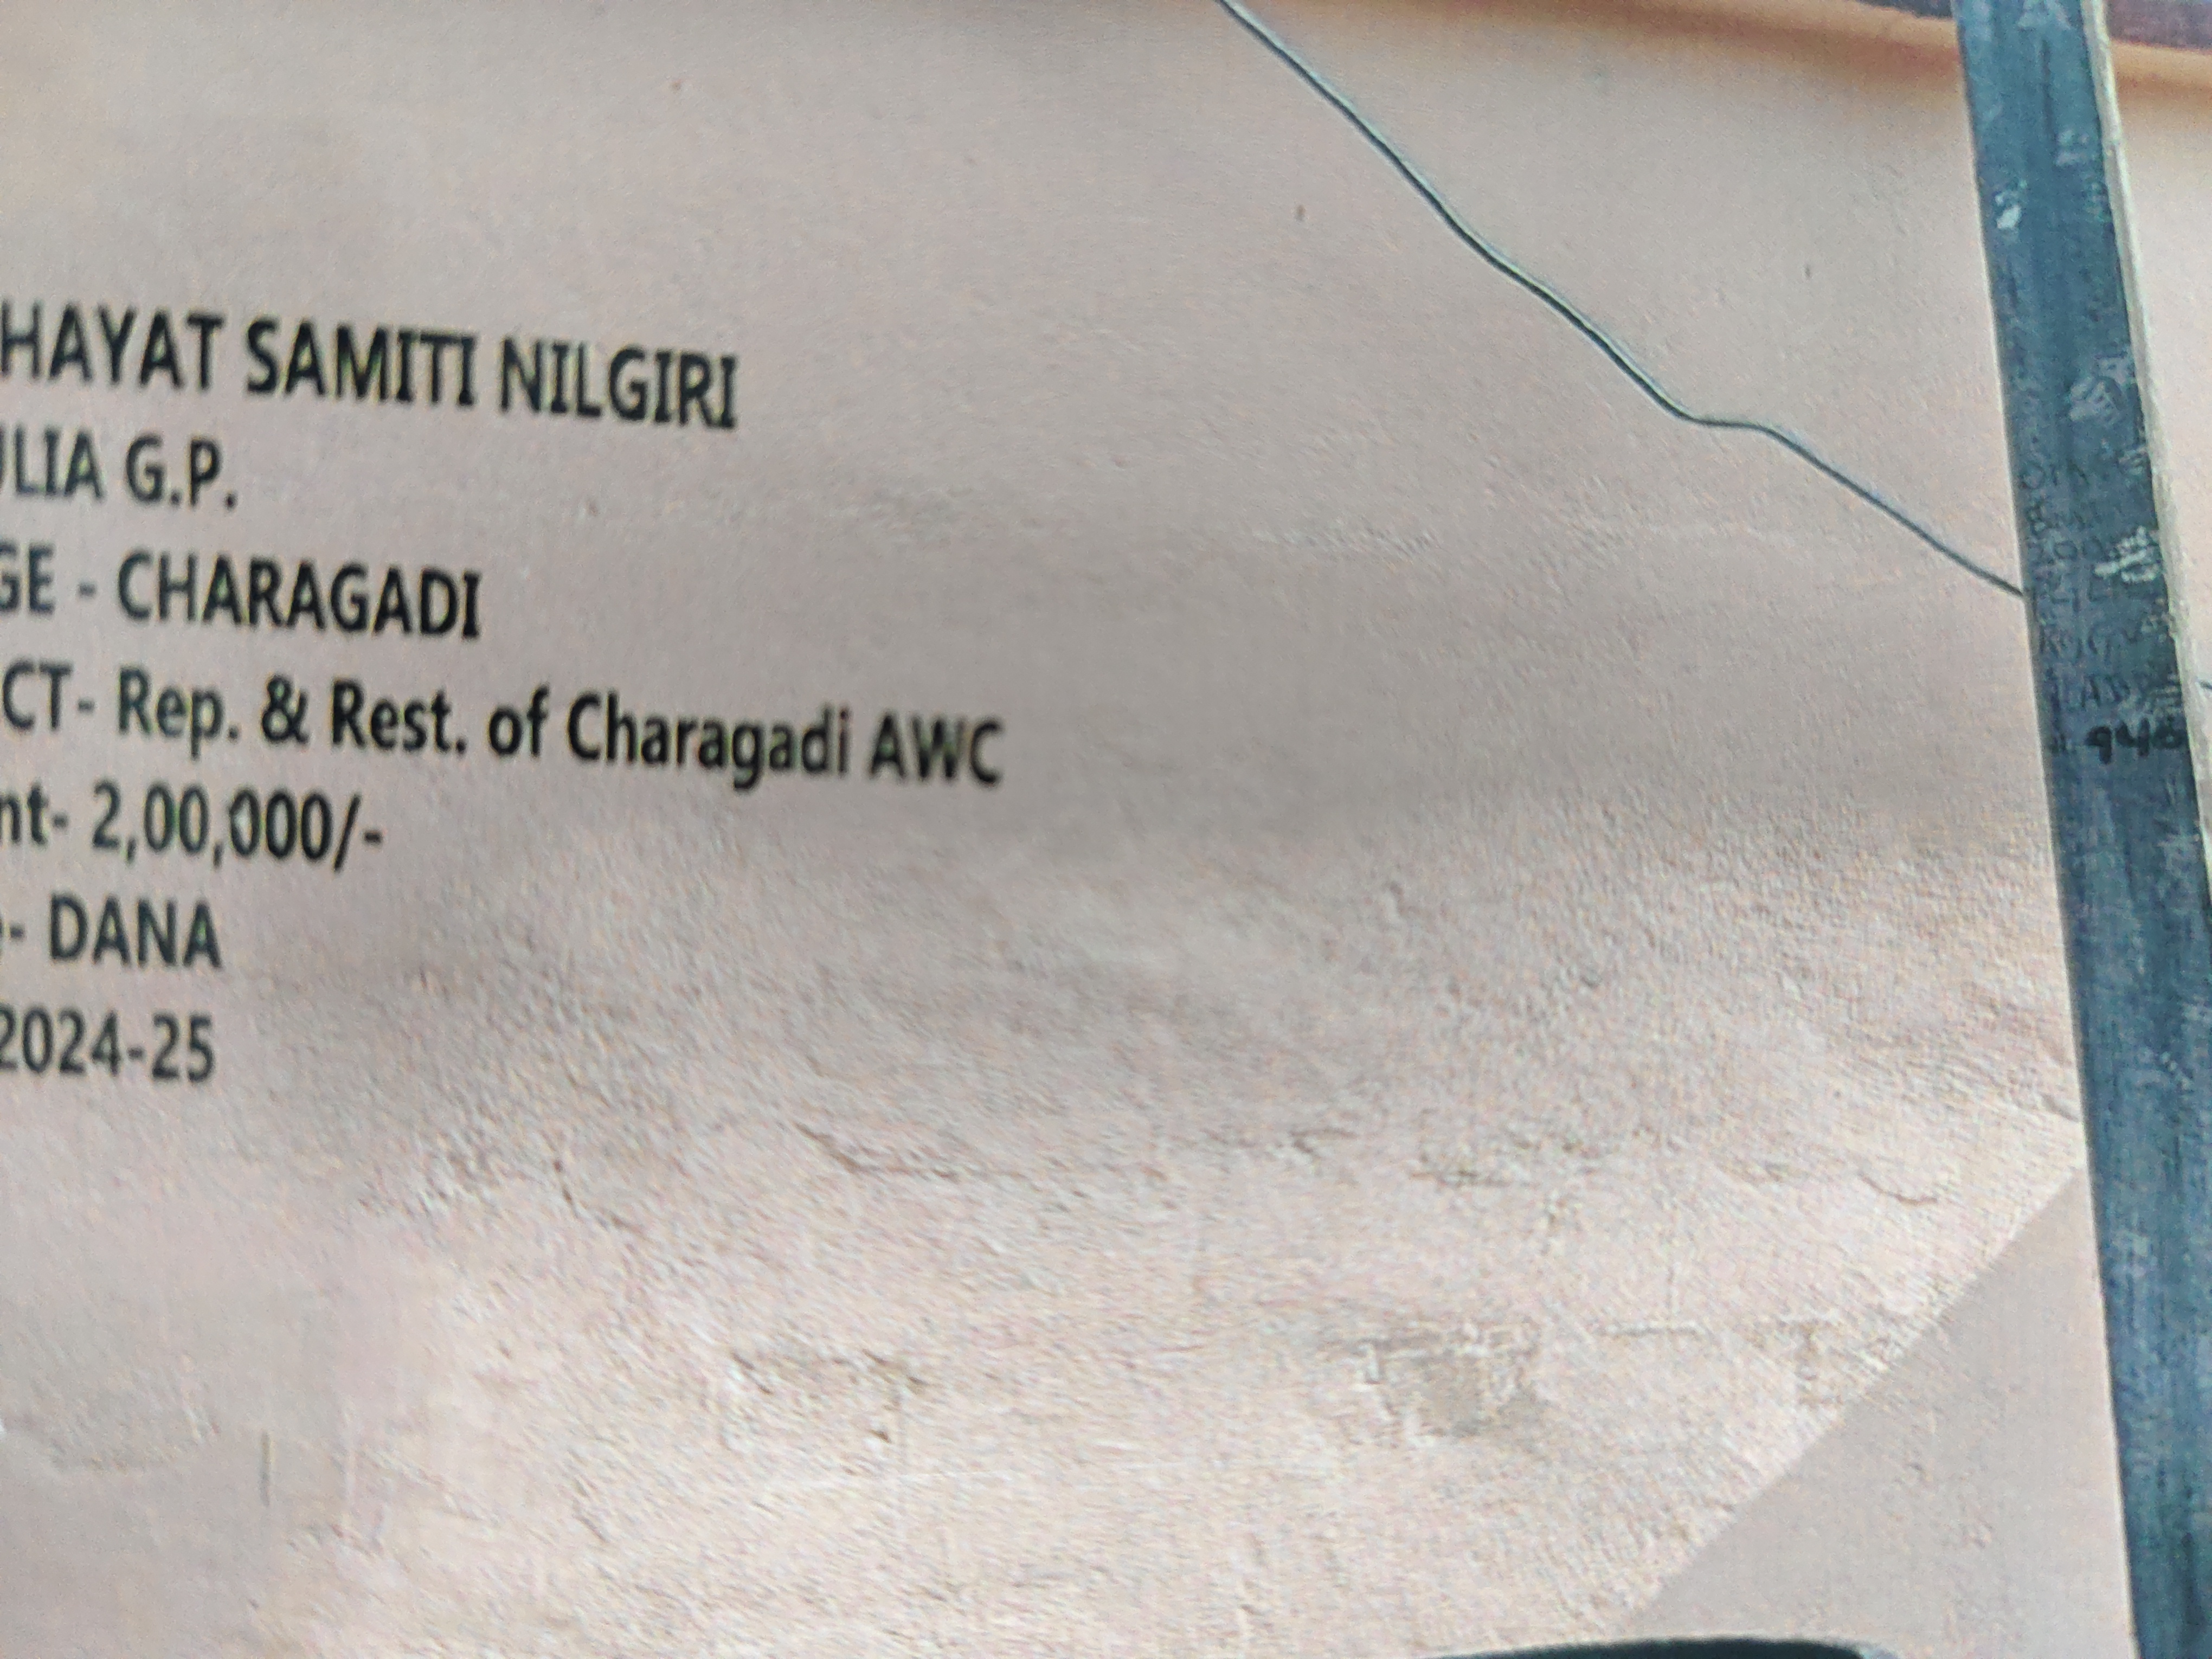 HAYAT SAMITI NILGIRI
ULIA G.P.
GE - CHARAGADI
CT- Rep. & Rest. of Charagadi AWC
nt- 2,00,000/-
- DANA
2024-25